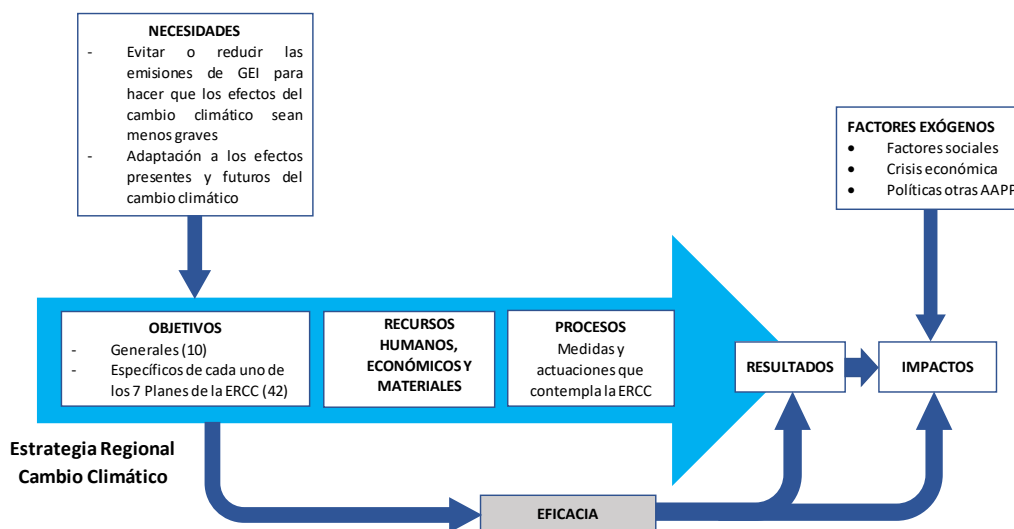 NECESIDADES
- Evitar o reducir las
emisiones de GEI para
hacer que los efectos del
cambio climático sean
menos graves
- Adaptación a los efectos
presentes y futuros del
cambio climático
FACTORES EXÓGENOS
• Factores sociales
• Crisis económica
• Políticas otras AAPP
OBJETIVOS
- Generales (10)
- Específicos de cada uno de
los 7 Planes de la ERCC (42)
RECURSOS
HUMANOS,
ECONÓMICOS Y
MATERIALES
PROCESOS
Medidas y
actuaciones que
contempla la ERCC
RESULTADOS
IMPACTOS
Estrategia Regional
Cambio Climático
EFICACIA